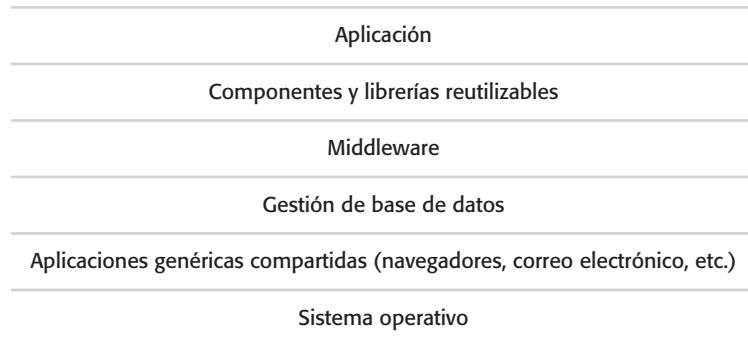 Aplicación
Componentes y librerías reutilizables
Middleware
Gestión de base de datos
Aplicaciones genéricas compartidas (navegadores, correo electrónico, etc.)
Sistema operativo